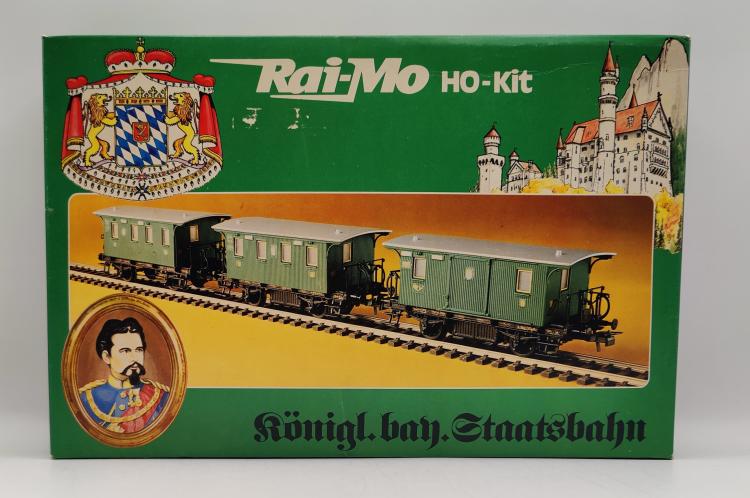 Rai-Mo HO-Kit
Königl. bay. Staatsbahn